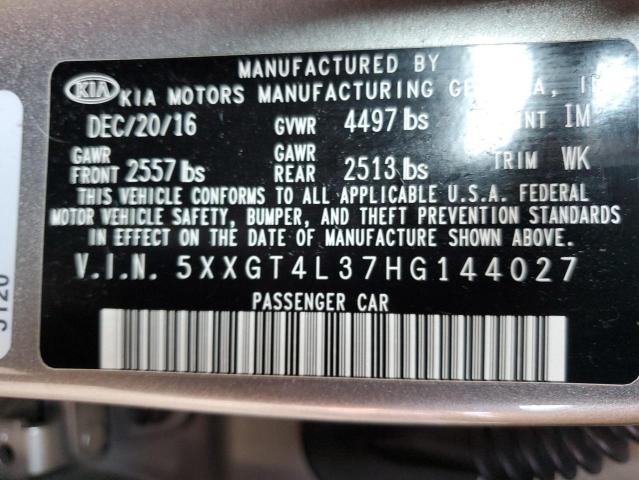 MANUFACTURED BY
KIA KIA MOTORS MANUFACTURING
DEC/20/16 GVWR 4497 lbs IM
GAWR FRONT 2557 lbs GAWR REAR 2513 lbs TRIM WK
THIS VEHICLE CONFORMS TO ALL APPLICABLE U.S.A. FEDERAL
MOTOR VEHICLE SAFETY, BUMPER, AND THEFT PREVENTION STANDARDS
IN EFFECT ON THE DATE OF MANUFACTURE SHOWN ABOVE.
V.I.N. 5XXGT4L37HG144027
PASSENGER CAR